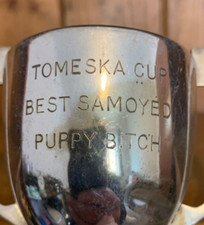 TOMESKA CUP
BEST SAMOYED
PUPPY BITCH